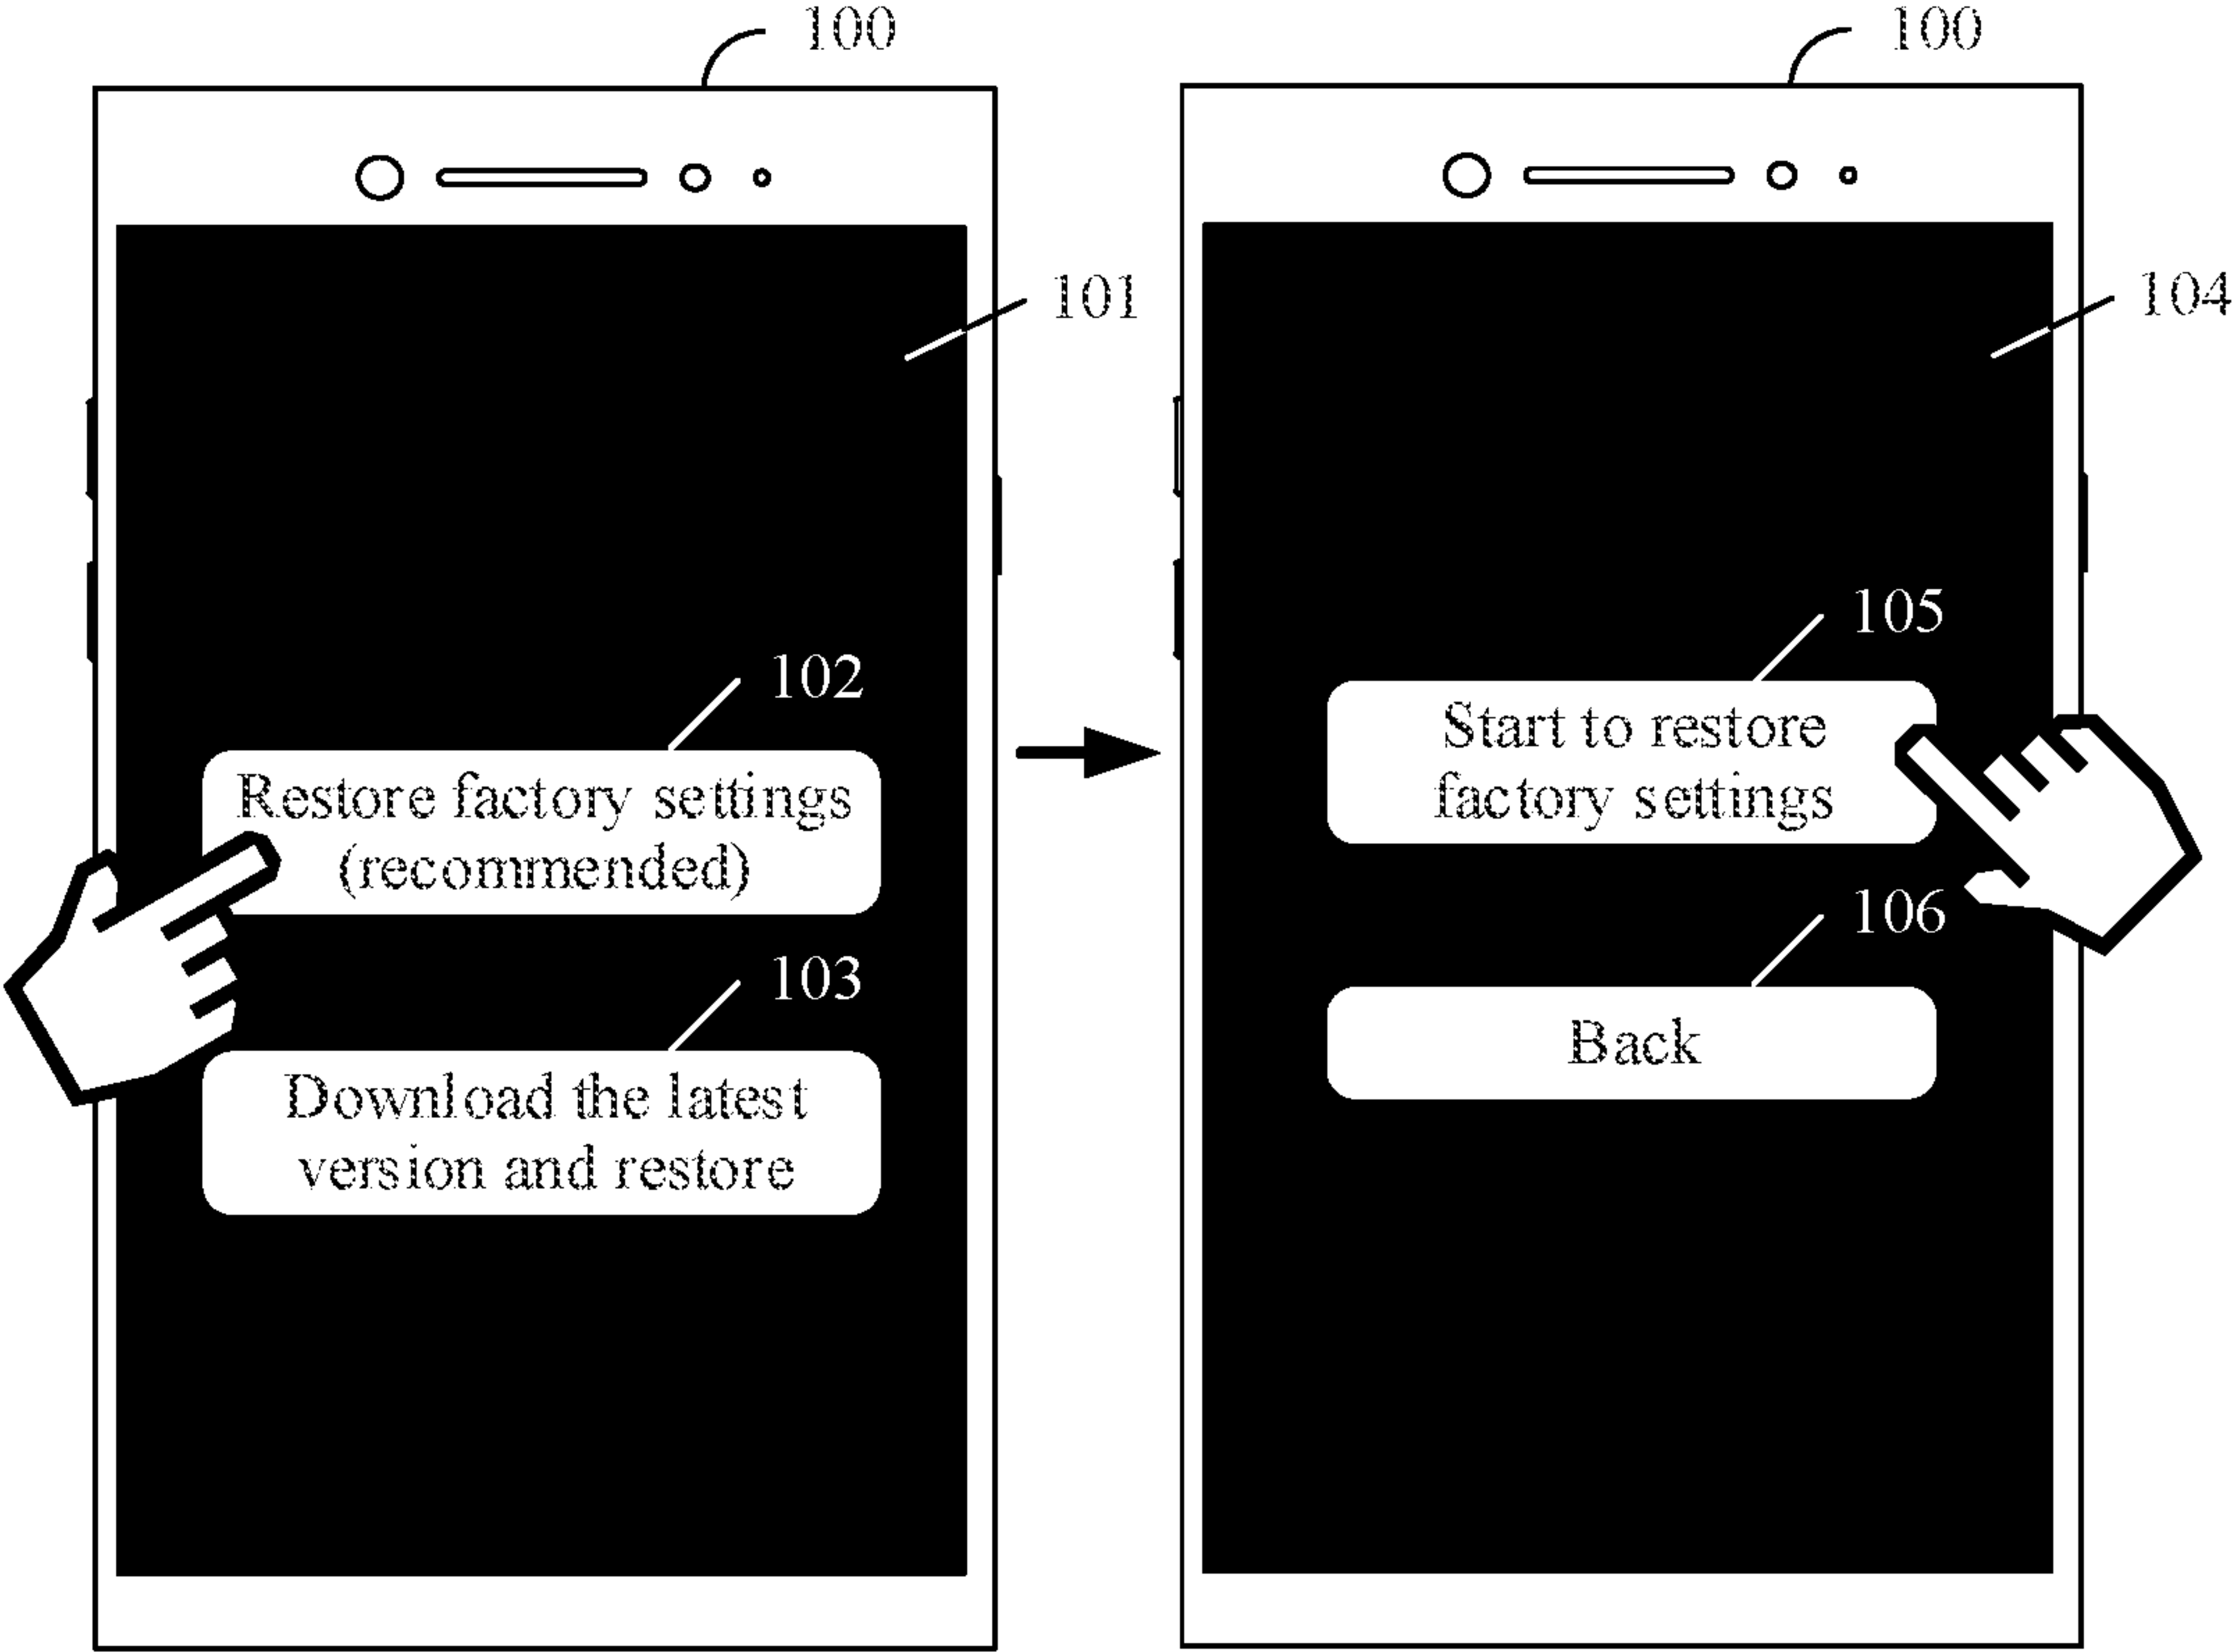 100
101
102
Restore factory settings
(recommended)
103
Download the latest
version and restore
100
104
105
Start to restore
factory settings
106
Back